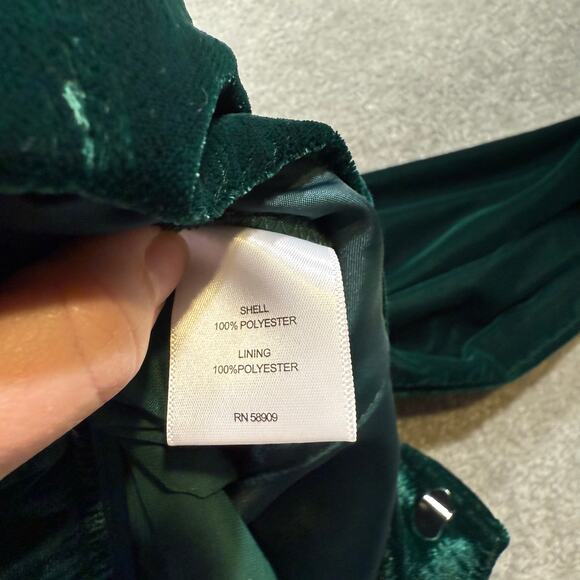 SHELL
100% POLYESTER
LINING
100%POLYESTER
RN 58909